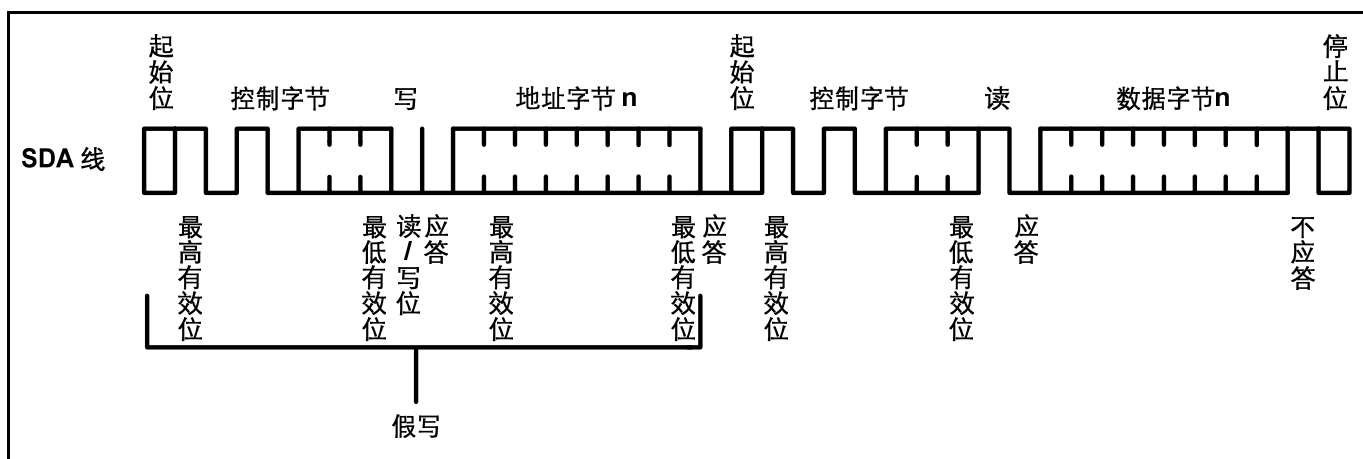 起始位
控制字节
写
地址字节 n
起始位
控制字节
读
数据字节n
停止位
SDA 线
最高有效位
最低有效位
读/写位
应答
最高有效位
最低有效位
应答
最高有效位
最低有效位
应答
不应答
假写